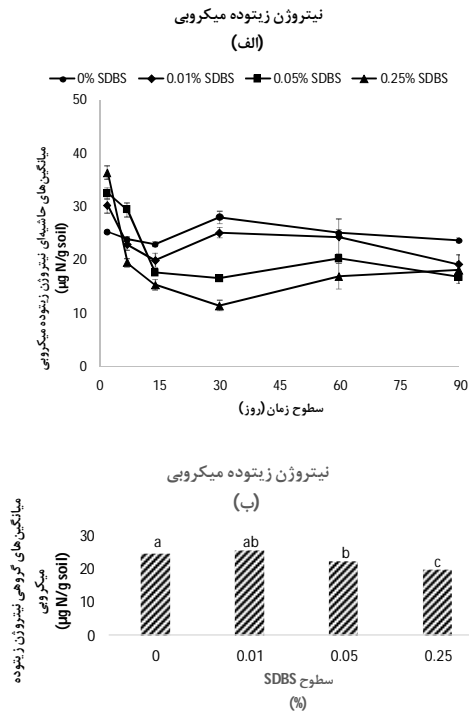 نیتروژن زیتوده میکروبی
(الف)
0% SDBS 0.01% SDBS 0.05% SDBS 0.25% SDBS
میانگین‌های حاشیه‌ای نیتروژن زیتوده میکروبی
(µg N/g soil)
50
40
30
20
10
0
0 15 30 45 60 75 90
سطوح زمان (روز)
نیتروژن زیتوده میکروبی
(ب)
میانگین‌های گروهی نیتروژن زیتوده
میکروبی
(µg N/g soil)
30
20
10
0
a ab b c
0 0.01 0.05 0.25
سطوح SDBS
(%)